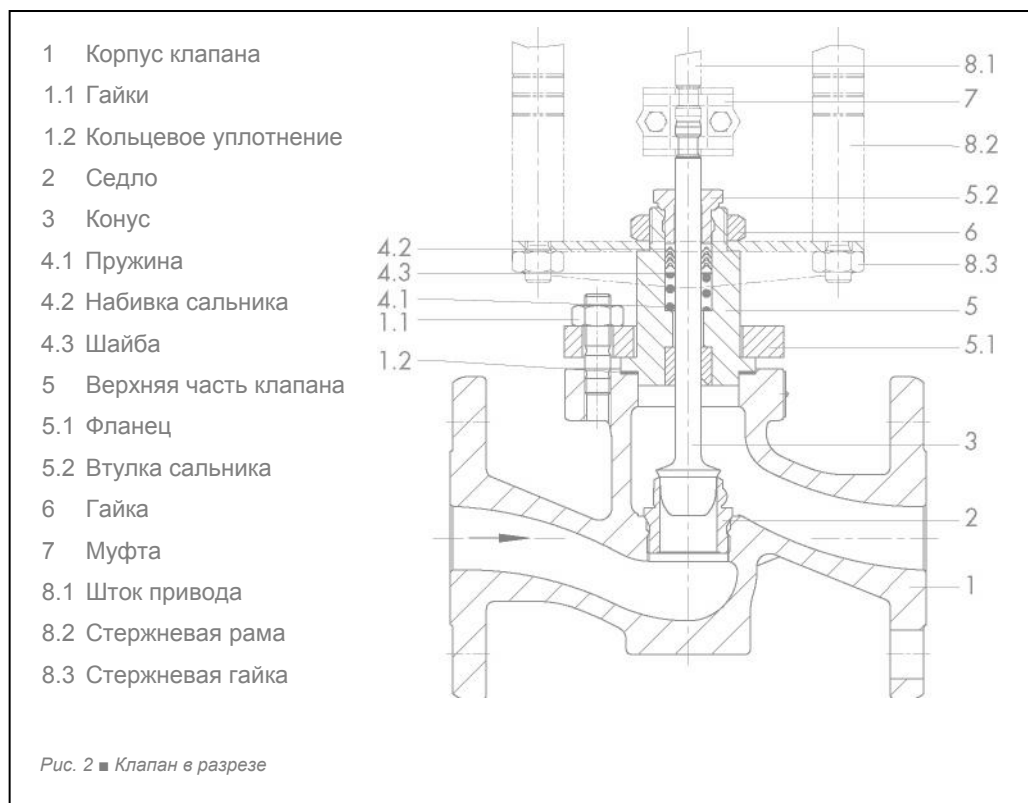 1 Корпус клапана
1.1 Гайки
1.2 Кольцевое уплотнение
2 Седло
3 Конус
4.1 Пружина
4.2 Набивка сальника
4.3 Шайба
5 Верхняя часть клапана
5.1 Фланец
5.2 Втулка сальника
6 Гайка
7 Муфта
8.1 Шток привода
8.2 Стержневая рама
8.3 Стержневая гайка
8.1
7
8.2
5.2
6
4.2
8.3
4.3
4.1
5
1.1
5.1
1.2
3
2
1
Рис. 2 ■ Клапан в разрезе